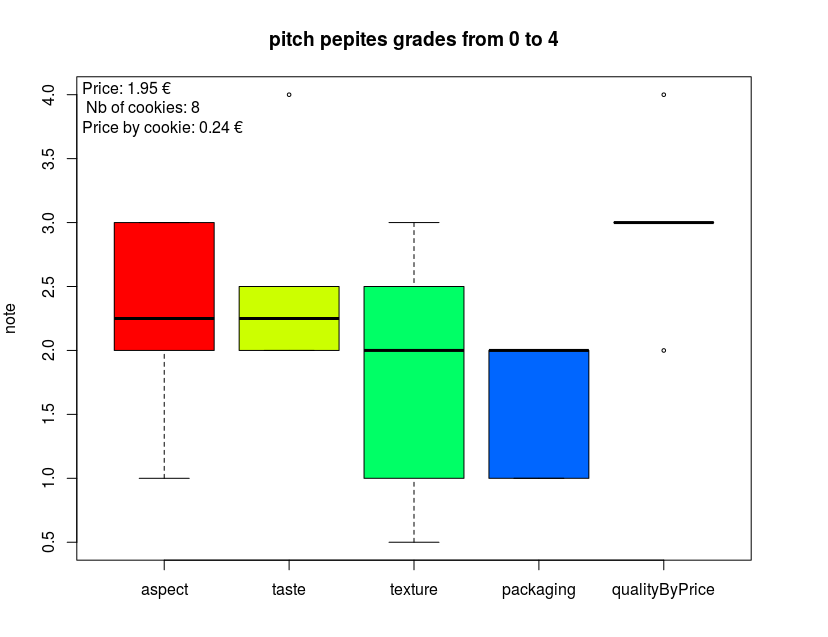 pitch pepites grades from 0 to 4
Price: 1.95 €
Nb of cookies: 8
Price by cookie: 0.24 €
4.0
3.5
3.0
2.5
2.0
1.5
1.0
0.5
note
aspect taste texture packaging qualityByPrice